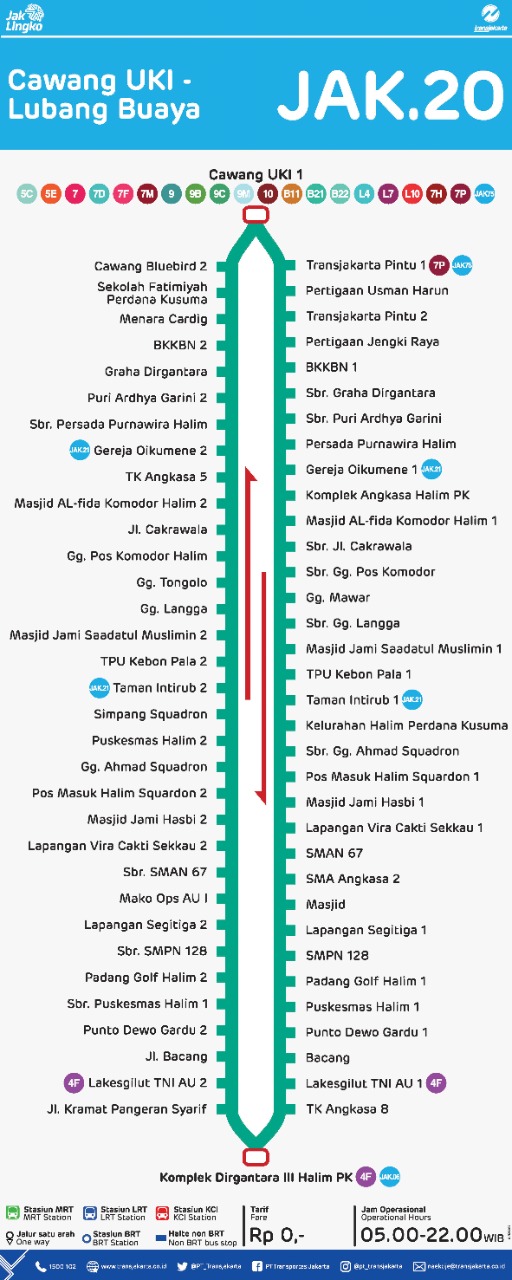 Jak
Lingko
transjakarta
Cawang UKI -
Lubang Buaya
JAK.20
Cawang UKI 1
5C 5E 7 7D 7F 7M 9 9B 9C 9M 10 B11 B21 B22 L4 L7 L10 7H 7P JAK75
Cawang Bluebird 2
Sekolah Fatimiyah
Perdana Kusuma
Menara Cardig
BKKBN 2
Graha Dirgantara
Puri Ardhya Garini 2
Sbr. Persada Purnawira Halim
JAK.21 Gereja Oikumene 2
TK Angkasa 5
Masjid AL-fida Komodor Halim 2
Jl. Cakrawala
Gg. Pos Komodor Halim
Gg. Tongolo
Gg. Langga
Masjid Jami Saadatul Muslimin 2
TPU Kebon Pala 2
JAK.21 Taman Intirub 2
Simpang Squadron
Puskesmas Halim 2
Gg. Ahmad Squadron
Pos Masuk Halim Squardon 2
Masjid Jami Hasbi 2
Lapangan Vira Cakti Sekkau 2
Sbr. SMAN 67
Mako Ops AU I
Lapangan Segitiga 2
Sbr. SMPN 128
Padang Golf Halim 2
Sbr. Puskesmas Halim 1
Punto Dewo Gardu 2
Jl. Bacang
4F Lakesgilut TNI AU 2
Jl. Kramat Pangeran Syarif
Transjakarta Pintu 1 7P JAK75
Pertigaan Usman Harun
Transjakarta Pintu 2
Pertigaan Jengki Raya
BKKBN 1
Sbr. Graha Dirgantara
Sbr. Puri Ardhya Garini
Persada Purnawira Halim
Gereja Oikumene 1 JAK.21
Komplek Angkasa Halim PK
Masjid AL-fida Komodor Halim 1
Sbr. Jl. Cakrawala
Sbr. Gg. Pos Komodor
Gg. Mawar
Sbr. Gg. Langga
Masjid Jami Saadatul Muslimin 1
TPU Kebon Pala 1
Taman Intirub 1 JAK.21
Kelurahan Halim Perdana Kusuma
Sbr. Gg. Ahmad Squadron
Pos Masuk Halim Squardon 1
Masjid Jami Hasbi 1
Lapangan Vira Cakti Sekkau 1
SMAN 67
SMA Angkasa 2
Masjid
Lapangan Segitiga 1
SMPN 128
Padang Golf Halim 1
Puskesmas Halim 1
Punto Dewo Gardu 1
Bacang
Lakesgilut TNI AU 1 4F
TK Angkasa 8
Komplek Dirgantara III Halim PK 4F JAK.06
Stasiun MRT
MRT Station
Stasiun LRT
LRT Station
Stasiun KCI
KCI Station
Jalur satu arah
One way
Stasiun BRT
BRT Station
Halte non BRT
Non BRT bus stop
Tarif
Fare
Rp 0,-
Jam Operasional
Operational Hours
05.00-22.00 WIB
1500 102
www.transjakarta.co.id
@PT_Transjakarta
PT Transportasi Jakarta
@pt_transjakarta